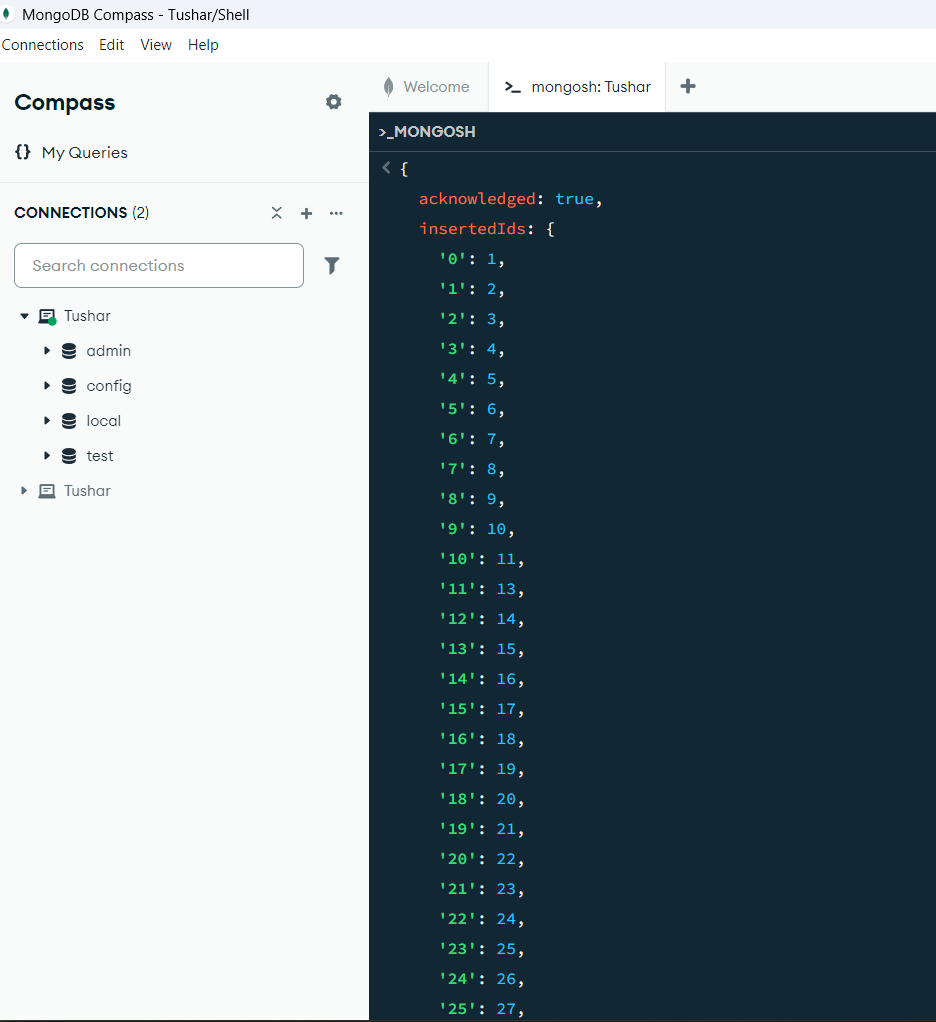 MongoDB Compass - Tushar/Shell
Connections Edit View Help
Compass
My Queries
CONNECTIONS (2)
Search connections
Tushar
admin
config
local
test
Tushar
Welcome
>_ mongosh: Tushar
>_MONGOSH
{
acknowledged: true,
insertedIds: {
'0': 1,
'1': 2,
'2': 3,
'3': 4,
'4': 5,
'5': 6,
'6': 7,
'7': 8,
'8': 9,
'9': 10,
'10': 11,
'11': 13,
'12': 14,
'13': 15,
'14': 16,
'15': 17,
'16': 18,
'17': 19,
'18': 20,
'19': 21,
'20': 22,
'21': 23,
'22': 24,
'23': 25,
'24': 26,
'25': 27,